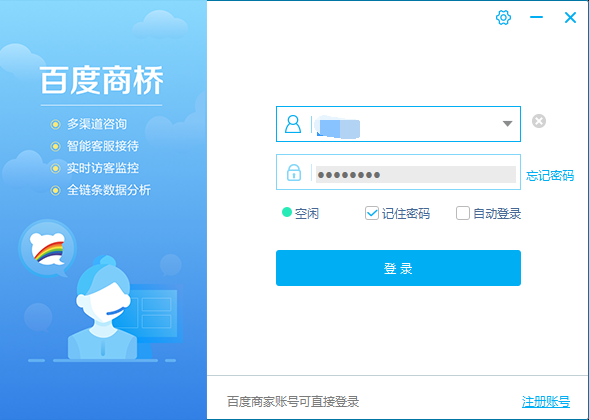 百度商桥
多渠道咨询
智能客服接待
实时访客监控
全链条数据分析
●●●●●●●●
忘记密码
空闲 记住密码 自动登录
登 录
百度商家账号可直接登录 注册账号